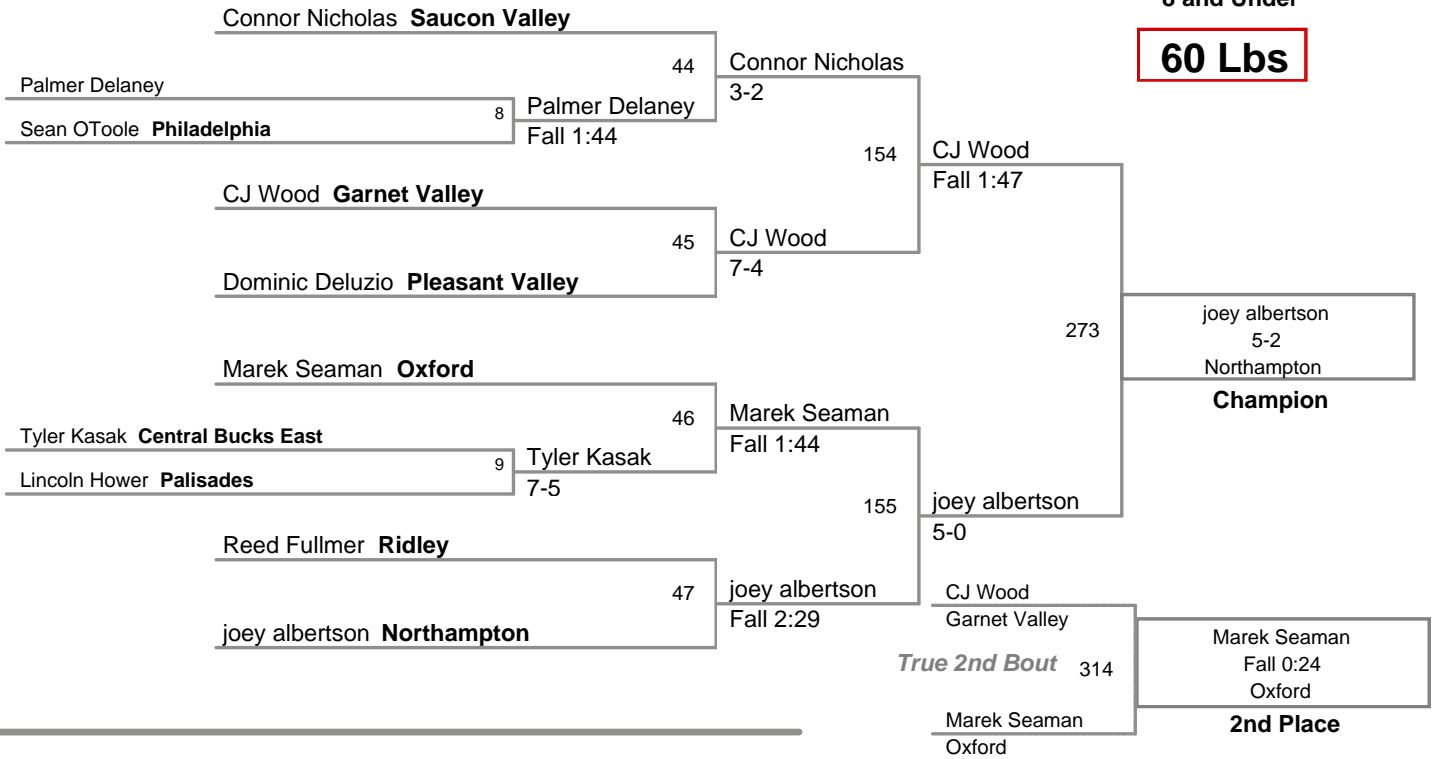 8 and Under
60 Lbs
Connor Nicholas Saucon Valley
44
Connor Nicholas
3-2
Palmer Delaney
8
Palmer Delaney
Sean OToole Philadelphia
Fall 1:44
154
CJ Wood
Fall 1:47
CJ Wood Garnet Valley
45
CJ Wood
7-4
Dominic Deluzio Pleasant Valley
273
joey albertson
5-2
Northampton
Champion
Marek Seaman Oxford
46
Marek Seaman
Fall 1:44
Tyler Kasak Central Bucks East
9
Tyler Kasak
Lincoln Hower Palisades
7-5
155
joey albertson
5-0
Reed Fullmer Ridley
47
joey albertson
Fall 2:29
joey albertson Northampton
CJ Wood
Garnet Valley
True 2nd Bout
314
Marek Seaman
Fall 0:24
Oxford
2nd Place
Marek Seaman
Oxford